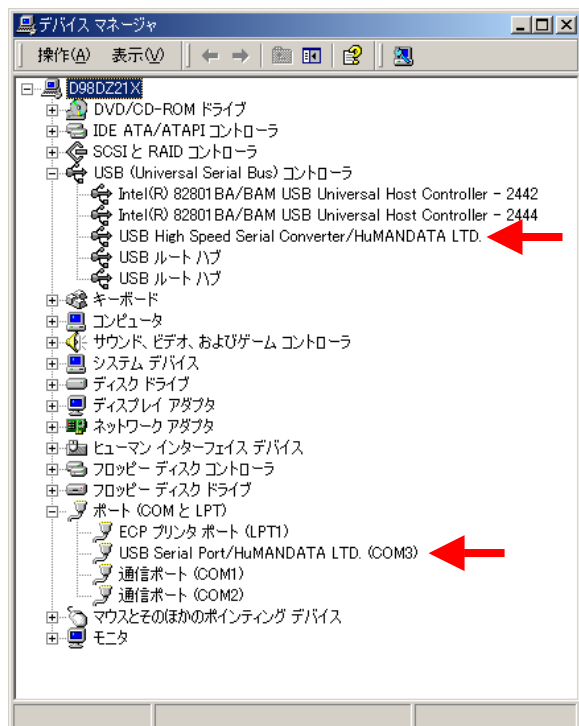 デバイス マネージャ
操作(A) 表示(V)
D98DZ21X
DVD/CD-ROM ドライブ
IDE ATA/ATAPI コントローラ
SCSI と RAID コントローラ
USB (Universal Serial Bus) コントローラ
Intel(R) 82801BA/BAM USB Universal Host Controller - 2442
Intel(R) 82801BA/BAM USB Universal Host Controller - 2444
USB High Speed Serial Converter/HuMANDATA LTD.
USB ルート ハブ
USB ルート ハブ
キーボード
コンピュータ
サウンド、ビデオ、およびゲーム コントローラ
システム デバイス
ディスク ドライブ
ディスプレイ アダプタ
ネットワーク アダプタ
ヒューマン インターフェイス デバイス
フロッピー ディスク コントローラ
フロッピー ディスク ドライブ
ポート (COM と LPT)
ECP プリンタ ポート (LPT1)
USB Serial Port/HuMANDATA LTD. (COM3)
通信ポート (COM1)
通信ポート (COM2)
マウスとそのほかのポインティング デバイス
モニタ